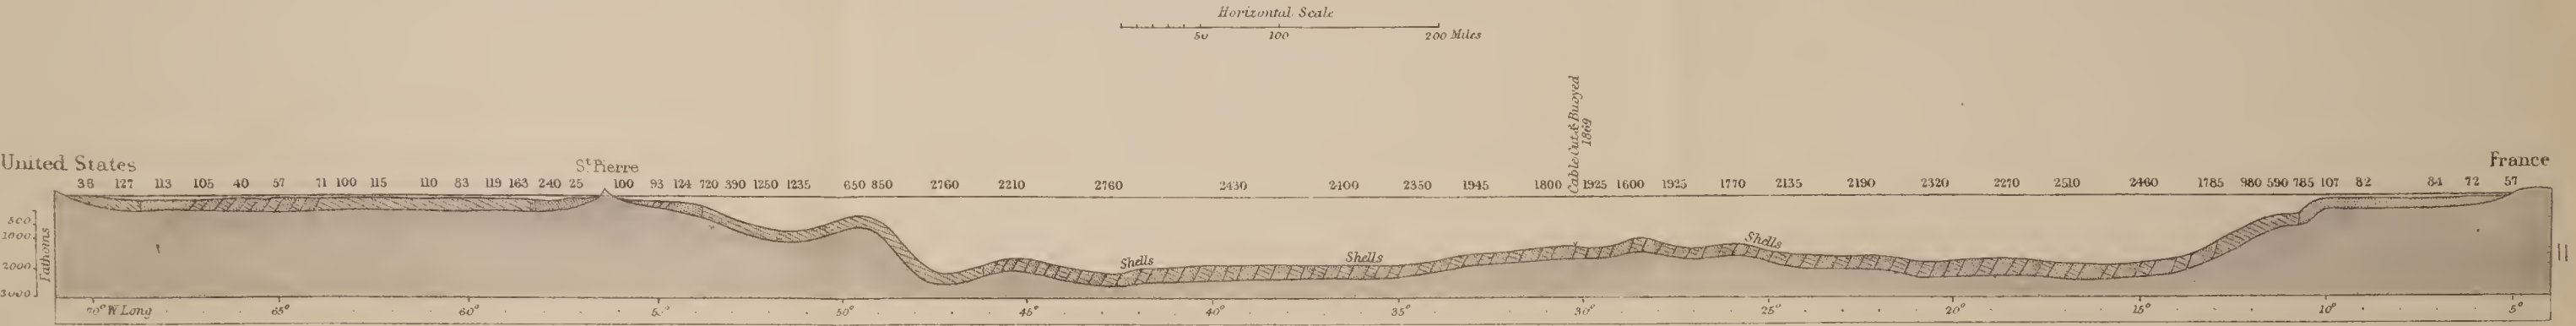 Horizontal Scale
50 100 200 Miles
Cable Cut & Buoyed
1869
United States
St Pierre
France
38 127 113 105 40 57 71 100 115 110 83 119 163 240 25 100 93 124 720 390 1250 1235 650 850 2760 2210 2760 2430 2400 2350 1945 1800 1925 1600 1925 1770 2135 2190 2320 2270 2510 2460 1785 980 590 785 107 82 84 72 57
500
1000
2000
3000
Fathoms
Shells
Shells
Shells
70° W Long 65° 60° 50° 45° 40° 35° 30° 25° 20° 15° 10° 5°